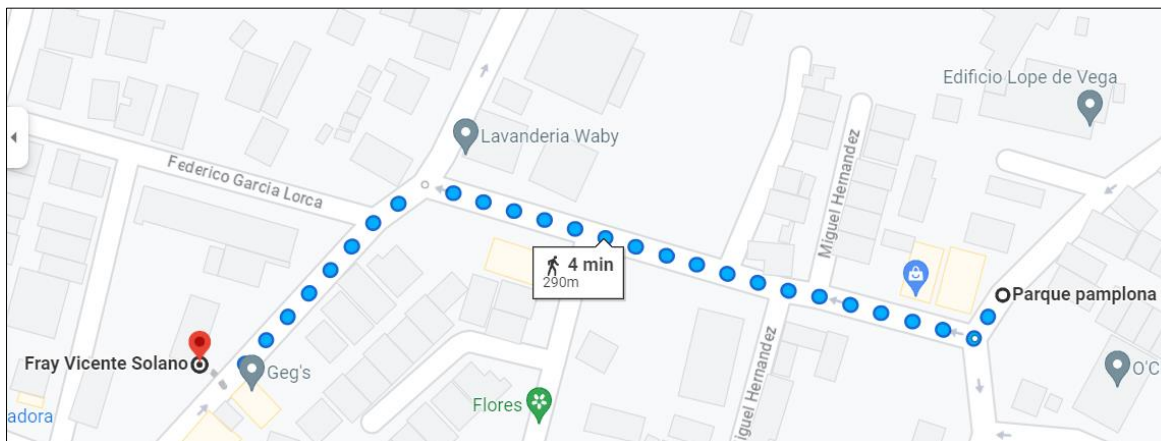 Edificio Lope de Vega
Lavanderia Waby
Federico Garcia Lorca
Miguel Hernandez
4 min
290m
Parque pamplona
Fray Vicente Solano
Geg's
Miguel Hernandez
O'C
Flores
adora